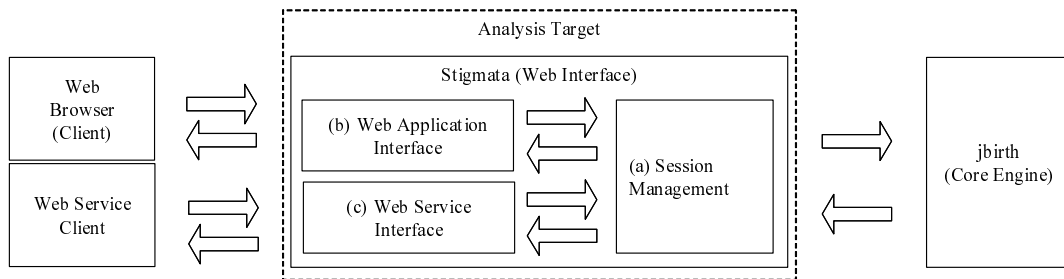 Analysis Target
Stigmata (Web Interface)
Web
Browser
(Client)
Web Service
Client
(b) Web Application
Interface
(c) Web Service
Interface
(a) Session
Management
jbirth
(Core Engine)